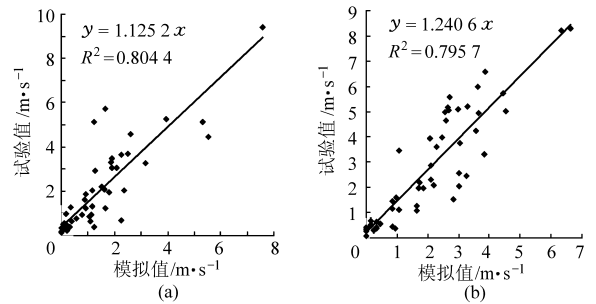 (a)
y = 1.125 2 x
R² = 0.804 4
试验值/m·s⁻¹
10
8
6
4
2
0 2 4 6 8
模拟值/m·s⁻¹
(a)
(b)
y = 1.240 6 x
R² = 0.795 7
试验值/m·s⁻¹
9
8
7
6
5
4
3
2
1
0 1 2 3 4 5 6 7
模拟值/m·s⁻¹
(b)